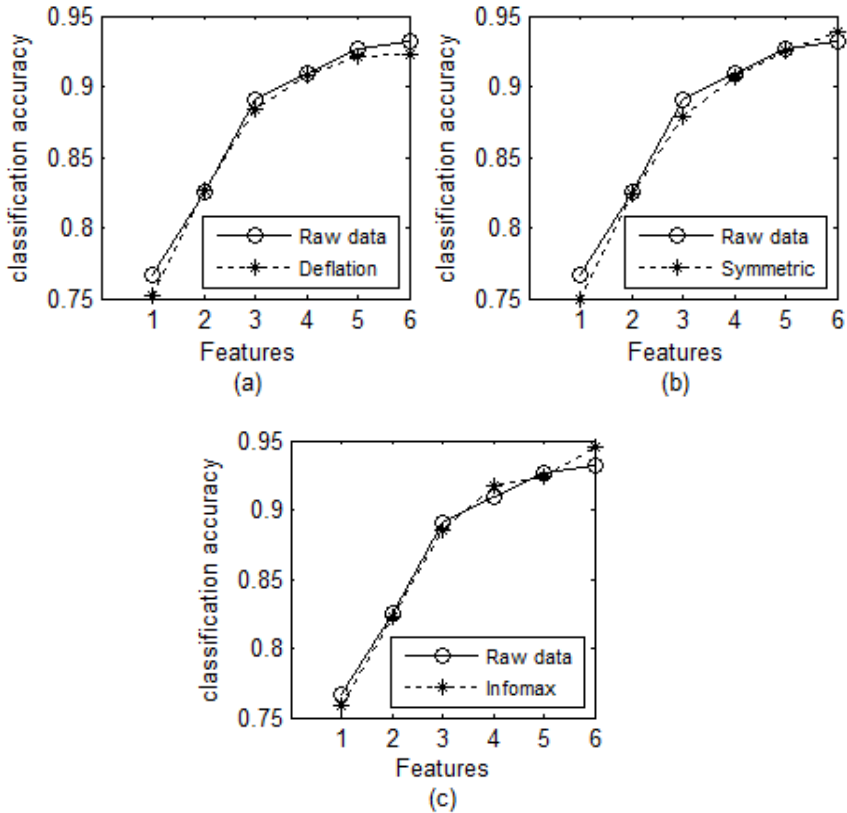 classification accuracy
0.95
0.9
0.85
0.8
0.75
Raw data
Deflation
1 2 3 4 5 6
Features
(a)
classification accuracy
0.95
0.9
0.85
0.8
0.75
Raw data
Symmetric
1 2 3 4 5 6
Features
(b)
classification accuracy
0.95
0.9
0.85
0.8
0.75
Raw data
Infomax
1 2 3 4 5 6
Features
(c)